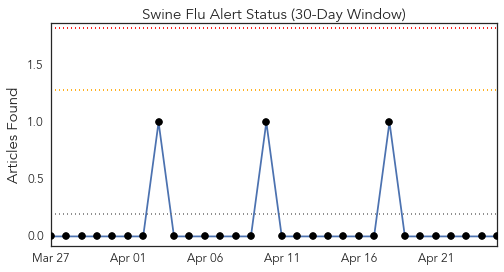 Swine Flu Alert Status (30-Day Window)
Articles Found
1.5
1.0
0.5
0.0
Mar 27 Apr 01 Apr 06 Apr 11 Apr 16 Apr 21